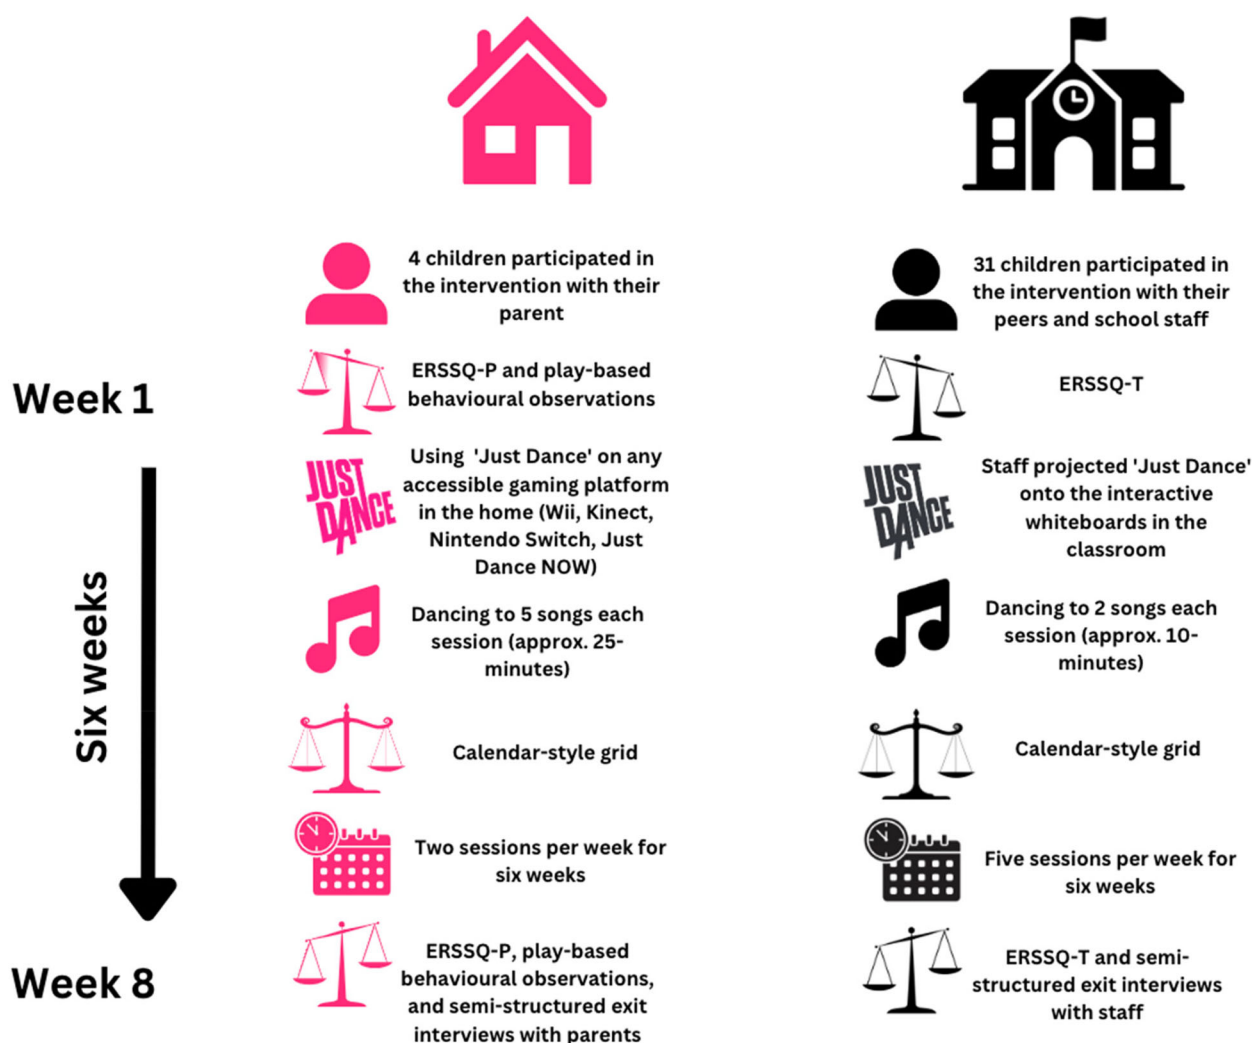 4 children participated in
the intervention with their
parent
31 children participated in
the intervention with their
peers and school staff
Week 1
ERSSQ-P and play-based
behavioural observations
ERSSQ-T
JUST
DANCE
Using 'Just Dance' on any
accessible gaming platform
in the home (Wii, Kinect,
Nintendo Switch, Just
Dance NOW)
JUST
DANCE
Staff projected 'Just Dance'
onto the interactive
whiteboards in the
classroom
Six weeks
Dancing to 5 songs each
session (approx. 25-
minutes)
Dancing to 2 songs each
session (approx. 10-
minutes)
Calendar-style grid
Calendar-style grid
Two sessions per week for
six weeks
Five sessions per week for
six weeks
Week 8
ERSSQ-P, play-based
behavioural observations,
and semi-structured exit
interviews with parents
ERSSQ-T and semi-
structured exit interviews
with staff